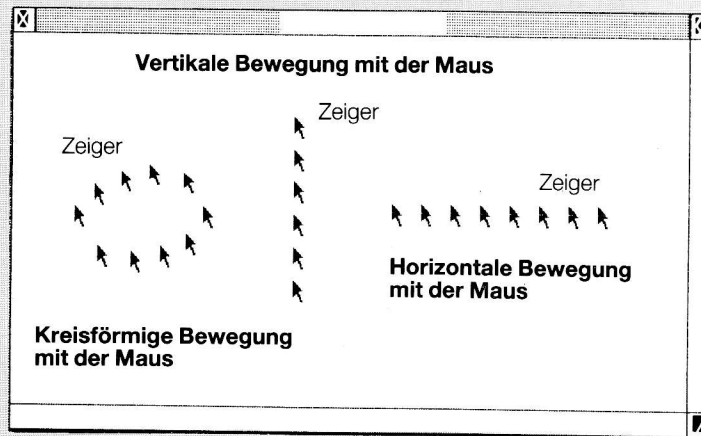 Vertikale Bewegung mit der Maus
Zeiger
Zeiger
Zeiger
Horizontale Bewegung
mit der Maus
Kreisförmige Bewegung
mit der Maus